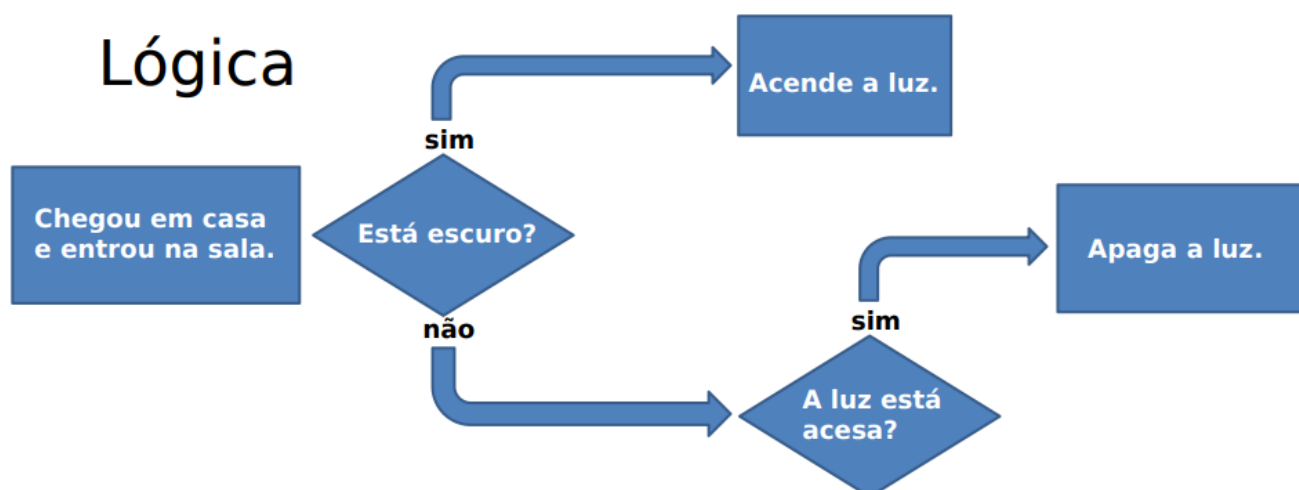 Lógica
Acende a luz.
sim
Chegou em casa
e entrou na sala.
Está escuro?
não
sim
Apaga a luz.
A luz está
acesa?